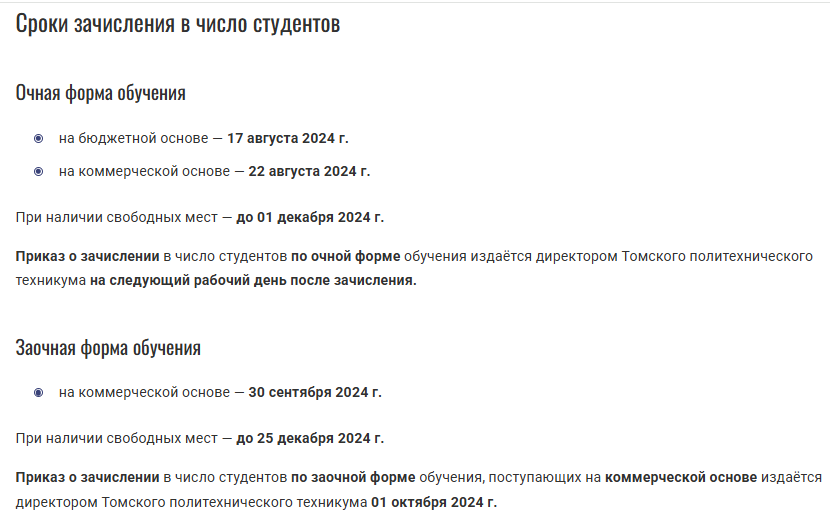 Сроки зачисления в число студентов
Очная форма обучения
на бюджетной основе — 17 августа 2024 г.
на коммерческой основе — 22 августа 2024 г.
При наличии свободных мест — до 01 декабря 2024 г.
Приказ о зачислении в число студентов по очной форме обучения издаётся директором Томского политехнического
техникума на следующий рабочий день после зачисления.
Заочная форма обучения
на коммерческой основе — 30 сентября 2024 г.
При наличии свободных мест — до 25 декабря 2024 г.
Приказ о зачислении в число студентов по заочной форме обучения, поступающих на коммерческой основе издаётся
директором Томского политехнического техникума 01 октября 2024 г.